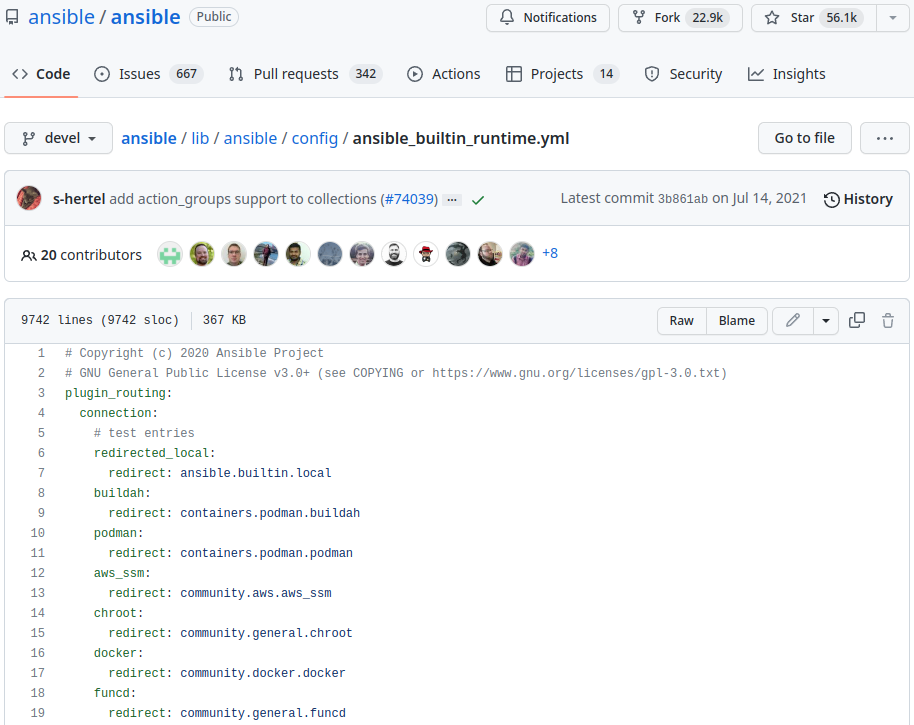 ansible / ansible Public Notifications Fork 22.9k Star 56.1k
Code Issues 667 Pull requests 342 Actions Projects 14 Security Insights
devel ansible / lib / ansible / config / ansible_builtin_runtime.yml Go to file ...
s-hertel add action_groups support to collections (#74039) ... Latest commit 3b861ab on Jul 14, 2021 History
20 contributors +8
9742 lines (9742 sloc) 367 KB Raw Blame
1 # Copyright (c) 2020 Ansible Project
2 # GNU General Public License v3.0+ (see COPYING or https://www.gnu.org/licenses/gpl-3.0.txt)
3 plugin_routing:
4 connection:
5 # test entries
6 redirected_local:
7 redirect: ansible.builtin.local
8 buildah:
9 redirect: containers.podman.buildah
10 podman:
11 redirect: containers.podman.podman
12 aws_ssm:
13 redirect: community.aws.aws_ssm
14 chroot:
15 redirect: community.general.chroot
16 docker:
17 redirect: community.docker.docker
18 funcd:
19 redirect: community.general.funcd